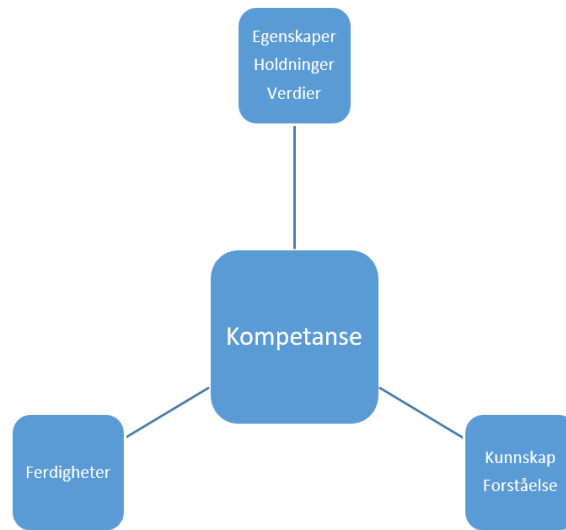 Egenskaper
Holdninger
Verdier
Kompetanse
Ferdigheter
Kunnskap
Forståelse